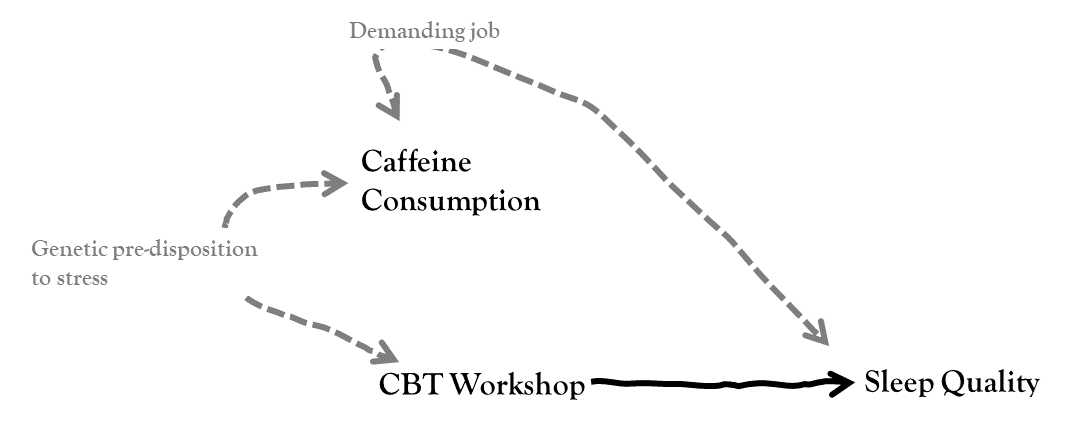 Demanding job
Caffeine
Consumption
Genetic pre-disposition
to stress
CBT Workshop
Sleep Quality